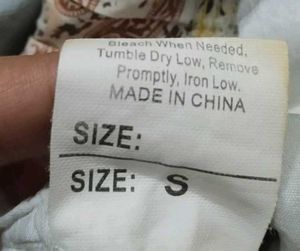 Bleach When Needed,
Tumble Dry Low, Remove
Promptly, Iron Low.
MADE IN CHINA
SIZE:
SIZE: S